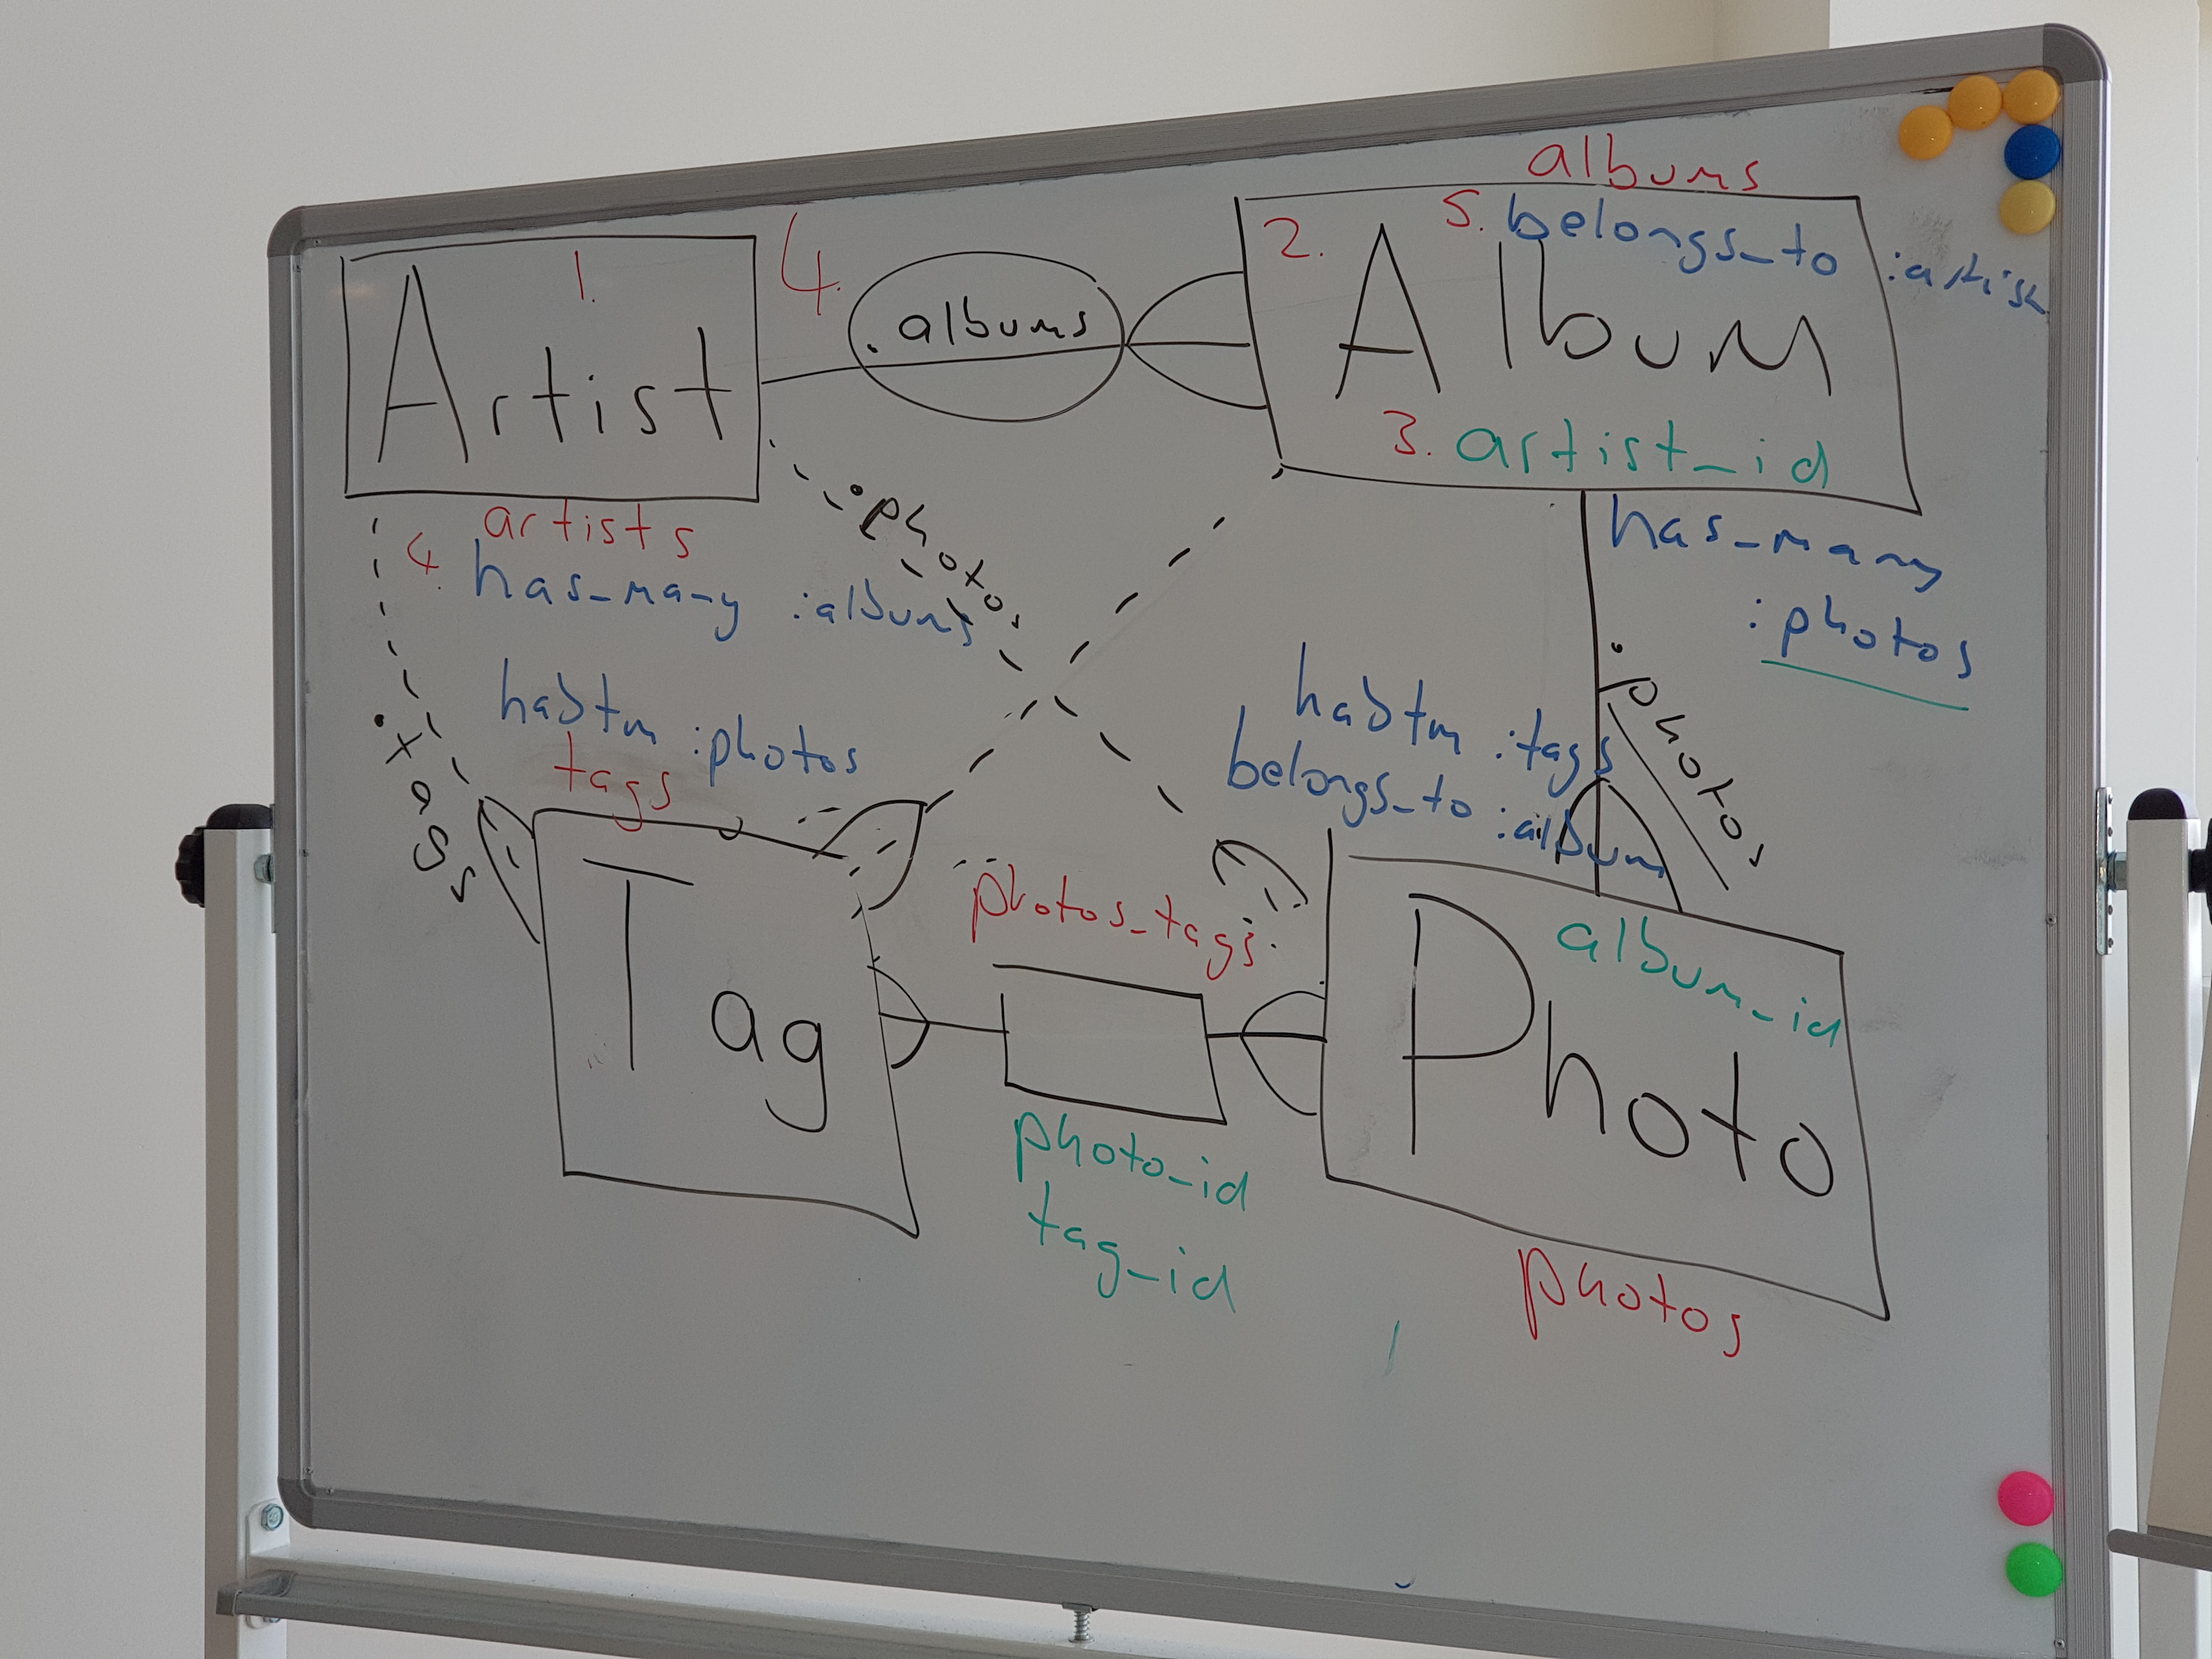 albums
1.
4.
.albums
2.
5. belongs_to :artist
Artist
Album
3. artist_id
artists
4. has_many :albums
.photos
has_many
:photos
habtm :photos
tags
.tags
habtm :tags
belongs_to :album
.photos
Tag
photos_tags
album_id
Photo
photo_id
tag_id
photos